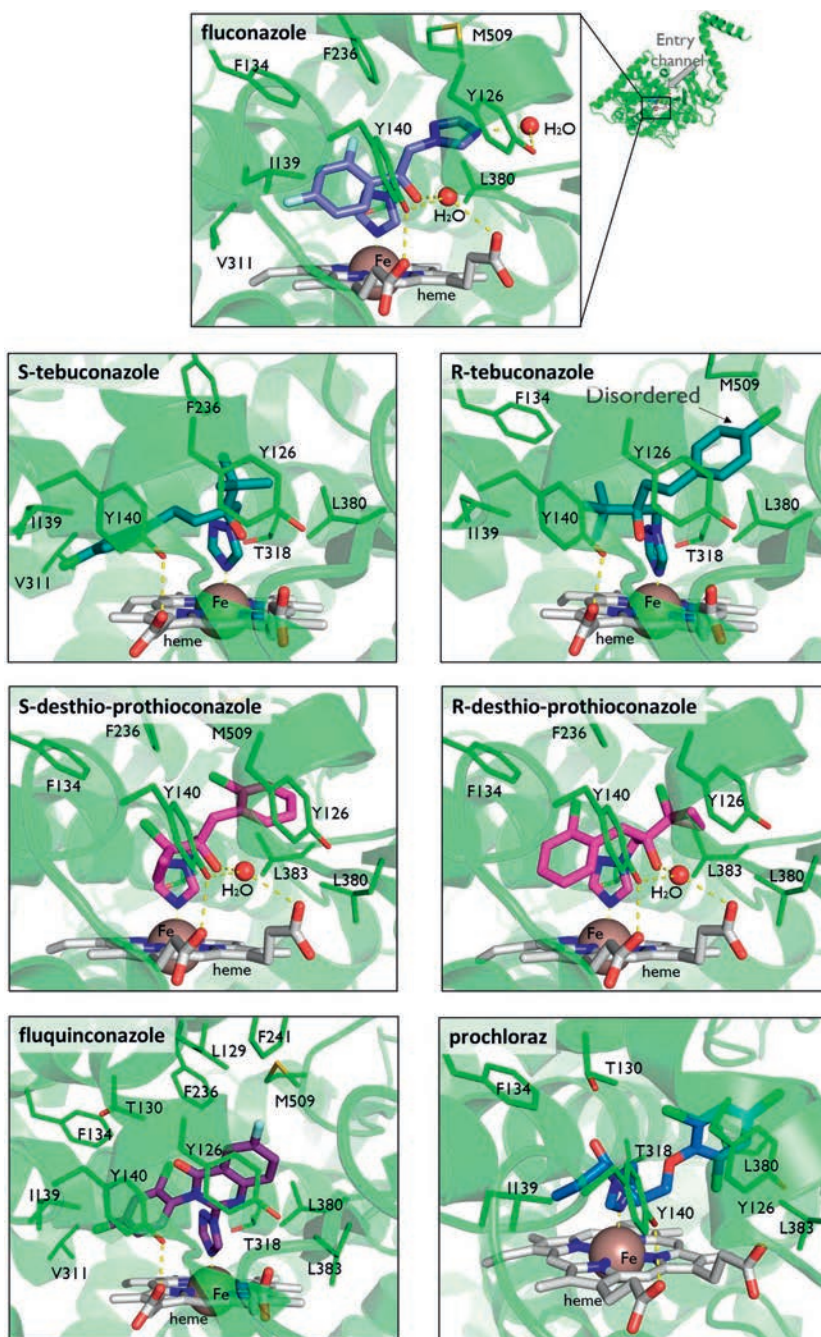 fluconazole
M509
F236
F134
Entry
channel
Y126
Y140
H₂O
I139
L380
H₂O
V311
Fe
heme
S-tebuconazole
F236
Y126
I139
Y140
L380
T318
V311
Fe
heme
R-tebuconazole
M509
F134
Disordered
Y126
L380
I139
Y140
T318
Fe
heme
S-desthio-prothioconazole
F236
M509
F134
Y140
Y126
L383
L380
H₂O
Fe
heme
R-desthio-prothioconazole
F236
F134
Y140
Y126
L383
H₂O
L380
Fe
heme
fluquinconazole
F241
L129
F236
T130
M509
F134
Y126
Y140
I139
L380
T318
L383
V311
Fe
heme
prochloraz
T130
F134
T318
L380
I139
Y126
Y140
L383
Fe
heme